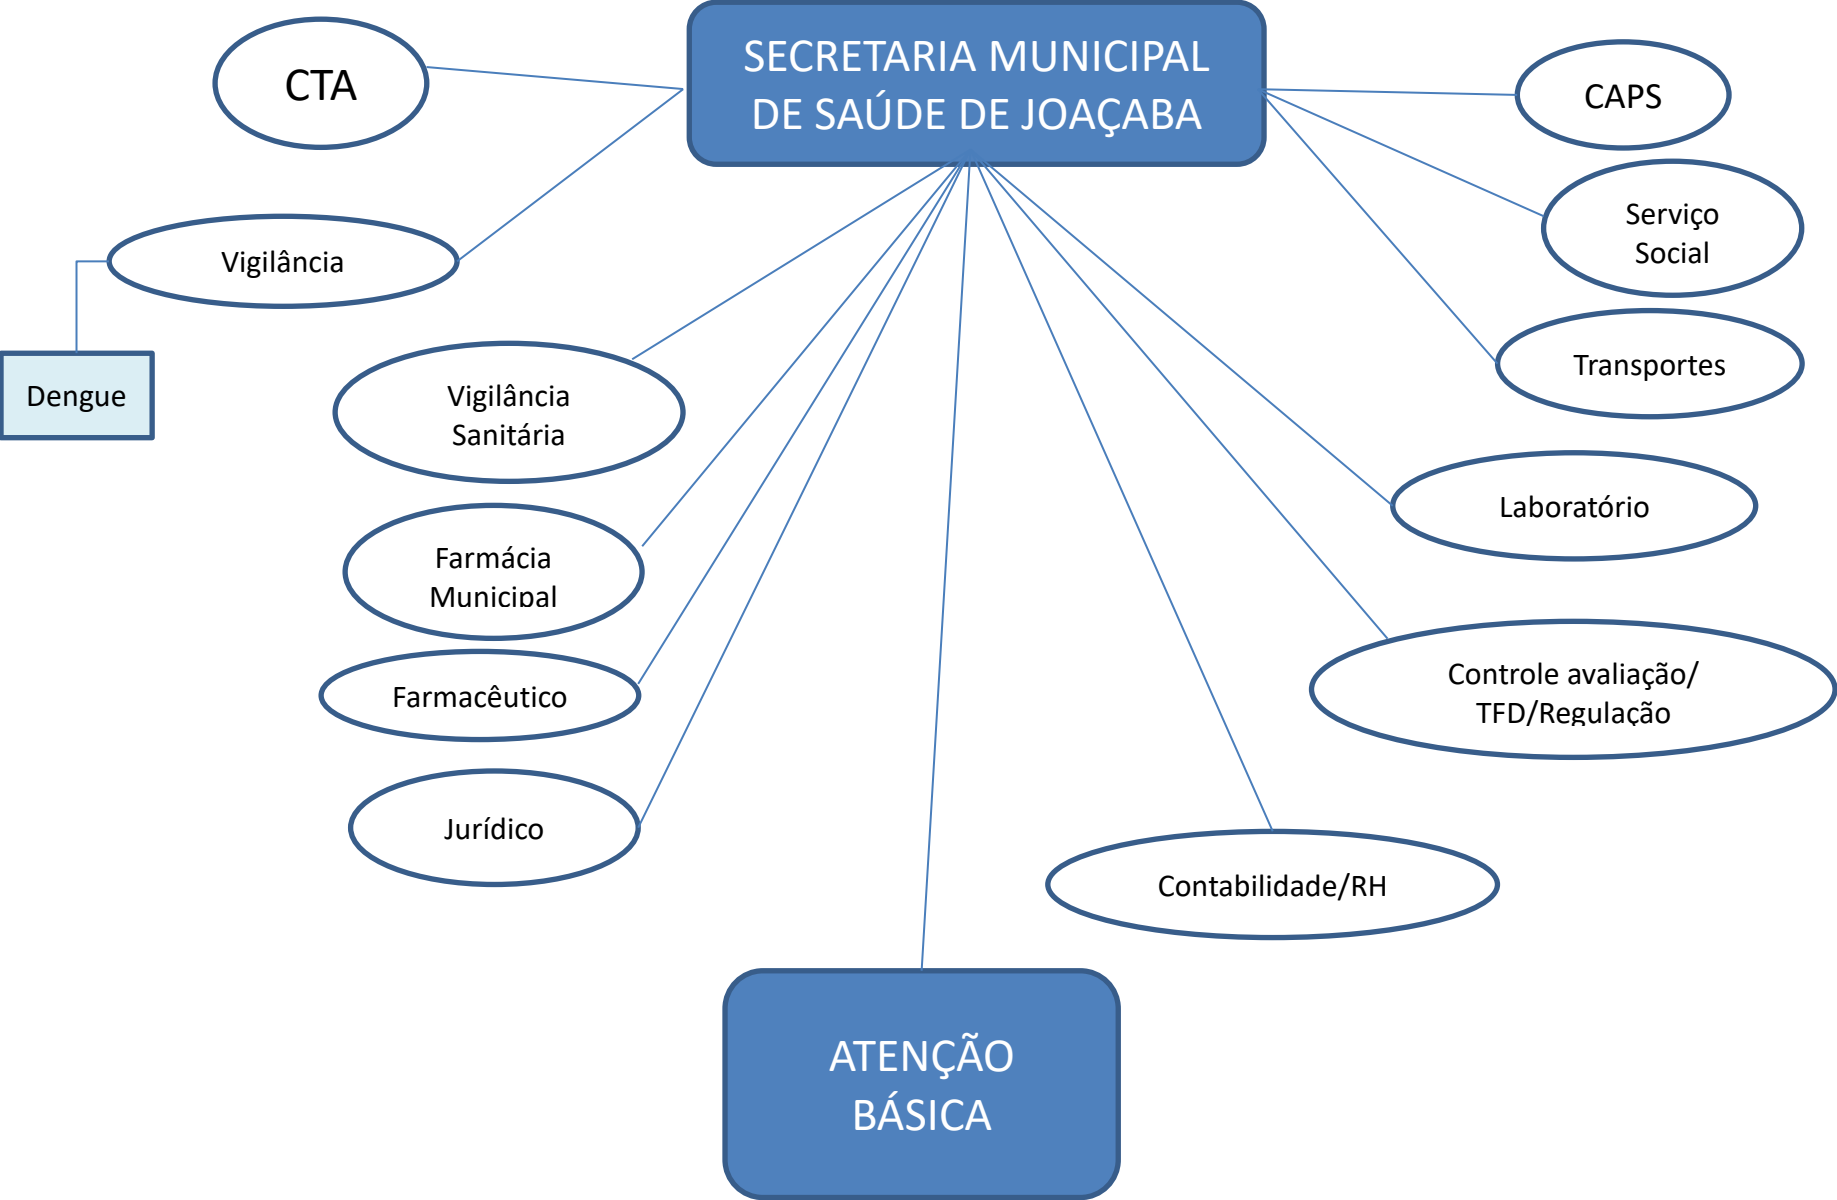 SECRETARIA MUNICIPAL
DE SAÚDE DE JOAÇABA
CTA
CAPS
Serviço
Social
Vigilância
Transportes
Dengue
Vigilância
Sanitária
Laboratório
Farmácia
Municipal
Controle avaliação/
TFD/Regulação
Farmacêutico
Jurídico
Contabilidade/RH
ATENÇÃO
BÁSICA